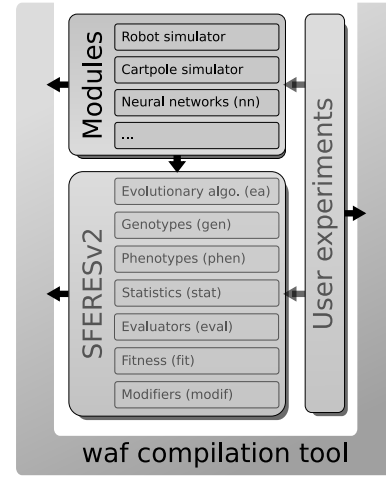 Modules
Robot simulator
Cartpole simulator
Neural networks (nn)
...
SFERESv2
Evolutionary algo. (ea)
Genotypes (gen)
Phenotypes (phen)
Statistics (stat)
Evaluators (eval)
Fitness (fit)
Modifiers (modif)
User experiments
waf compilation tool